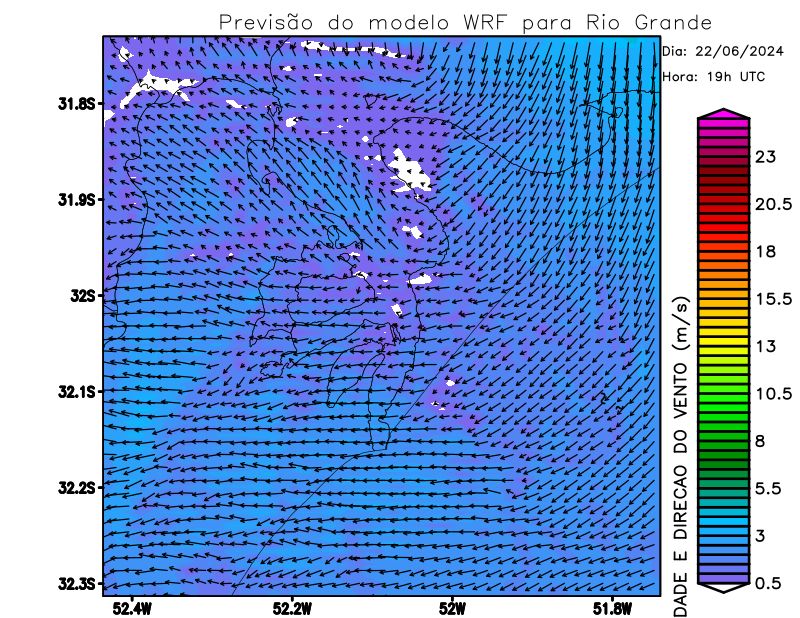 Previsão do modelo WRF para Rio Grande
Dia: 22/06/2024
Hora: 19h UTC
31.8S
31.9S
32S
32.1S
32.2S
32.3S
52.4W
52.2W
52W
51.8W
DADE E DIRECAO DO VENTO (m/s)
23
20.5
18
15.5
13
10.5
8
5.5
3
0.5